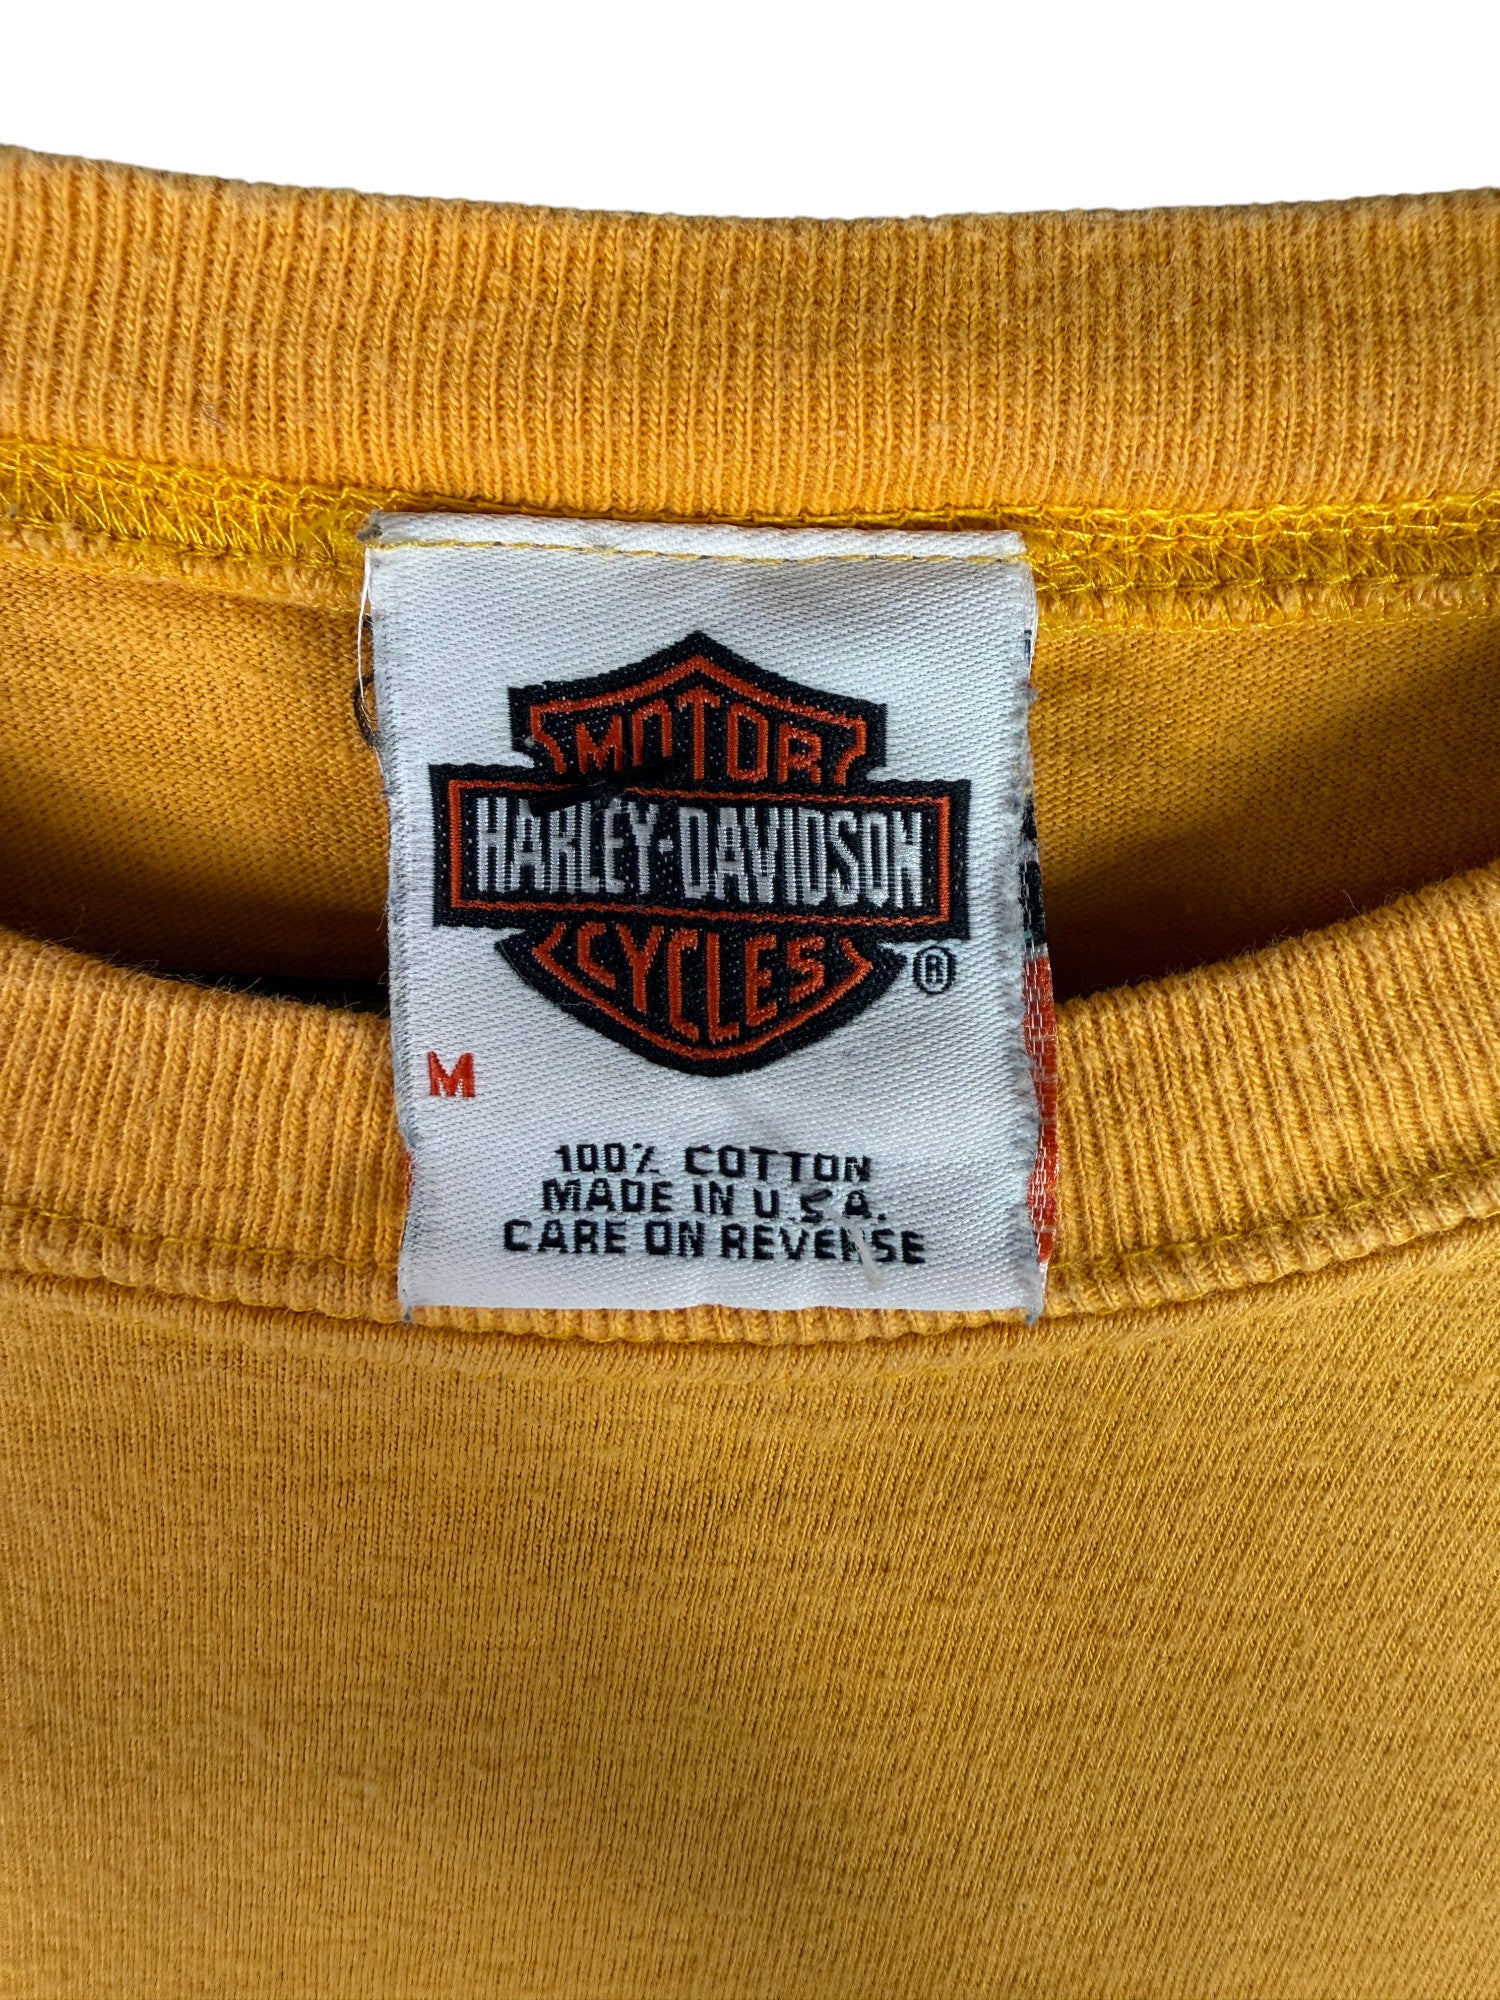 MOTOR
HARLEY-DAVIDSON
CYCLES
®
M
100% COTTON
MADE IN U.S.A.
CARE ON REVERSE